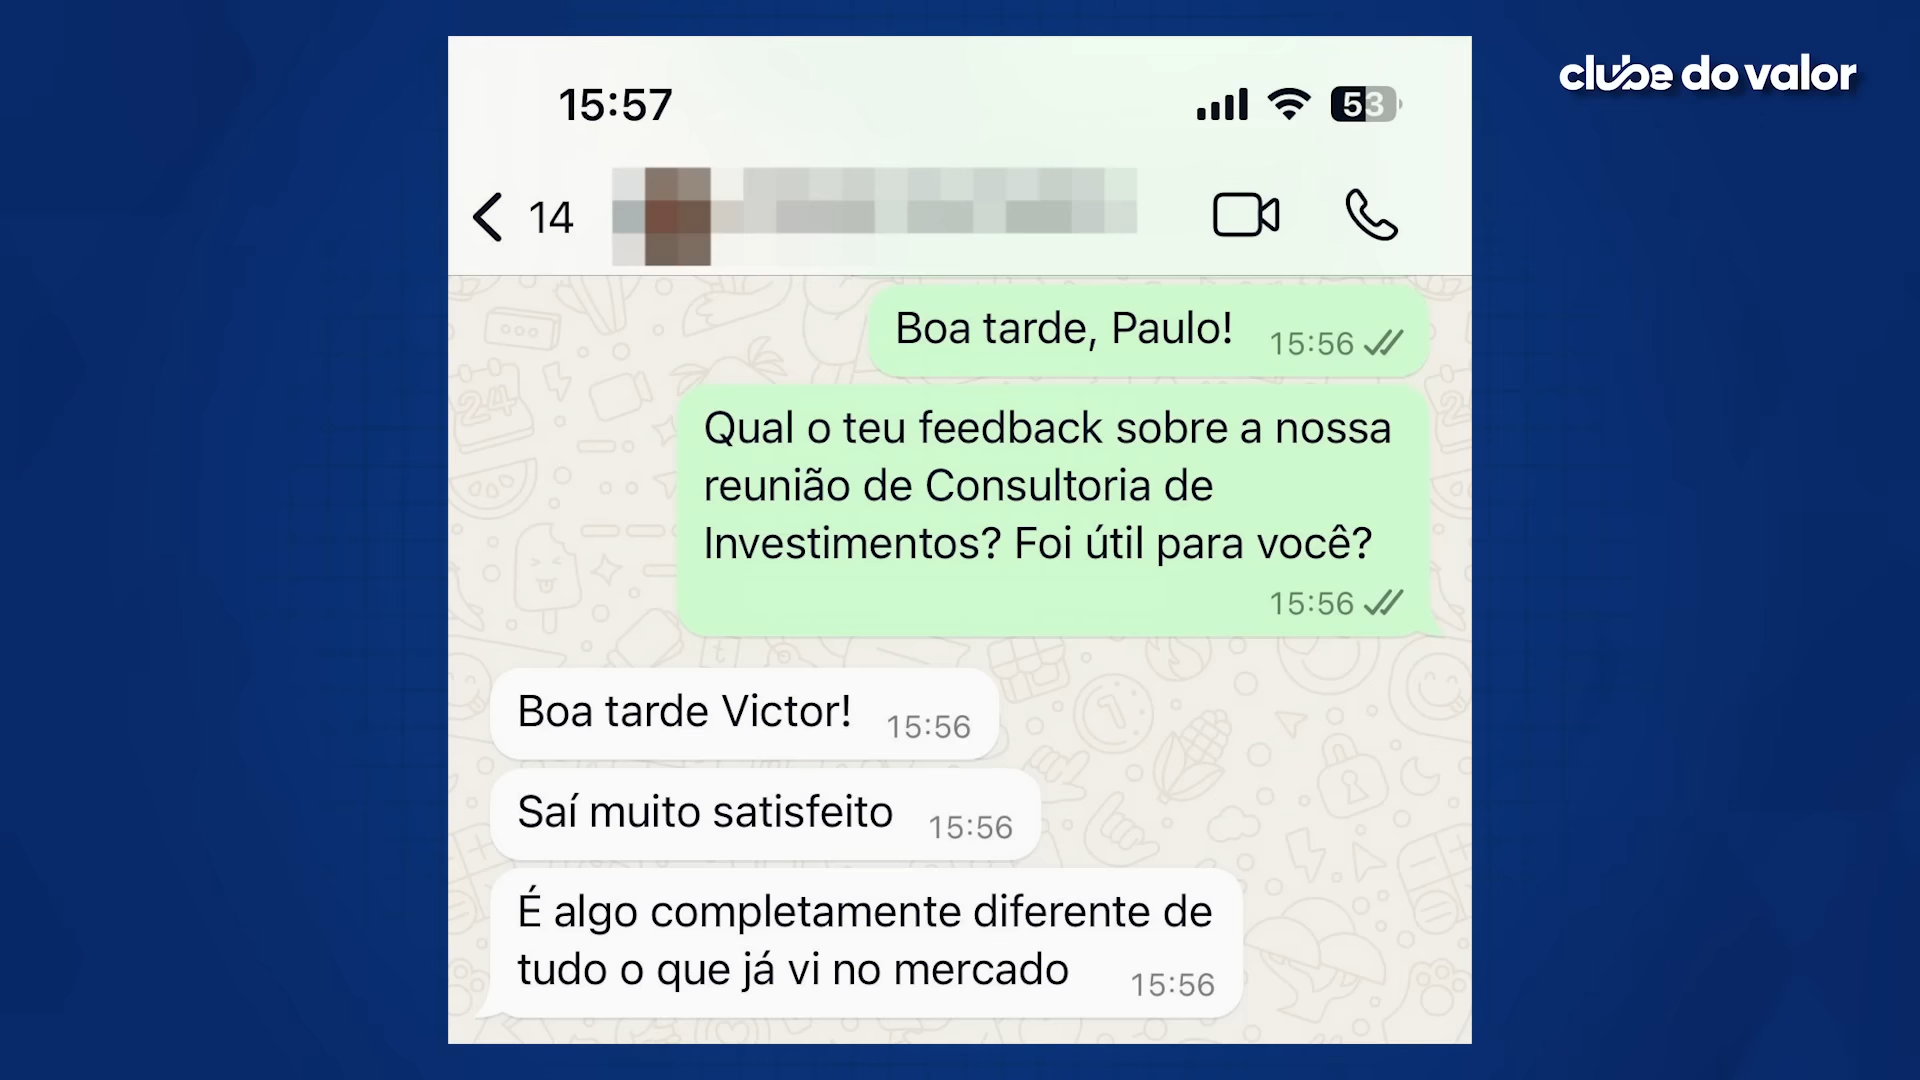 clube do valor
15:57
53
14
Boa tarde, Paulo!
15:56
Qual o teu feedback sobre a nossa
reunião de Consultoria de
Investimentos? Foi útil para você?
15:56
Boa tarde Victor!
15:56
Saí muito satisfeito
15:56
É algo completamente diferente de
tudo o que já vi no mercado
15:56